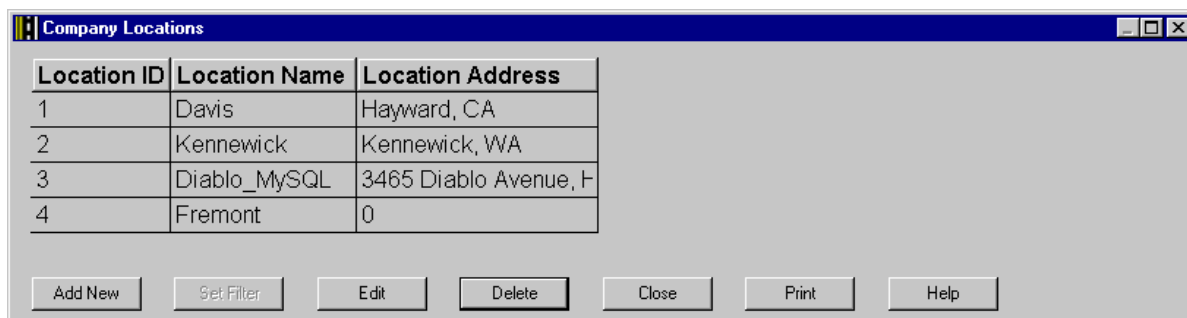 Company Locations
Location ID Location Name Location Address
1 Davis Hayward, CA
2 Kennewick Kennewick, WA
3 Diablo_MySQL 3465 Diablo Avenue, H
4 Fremont 0
Add New Set Filter Edit Delete Close Print Help